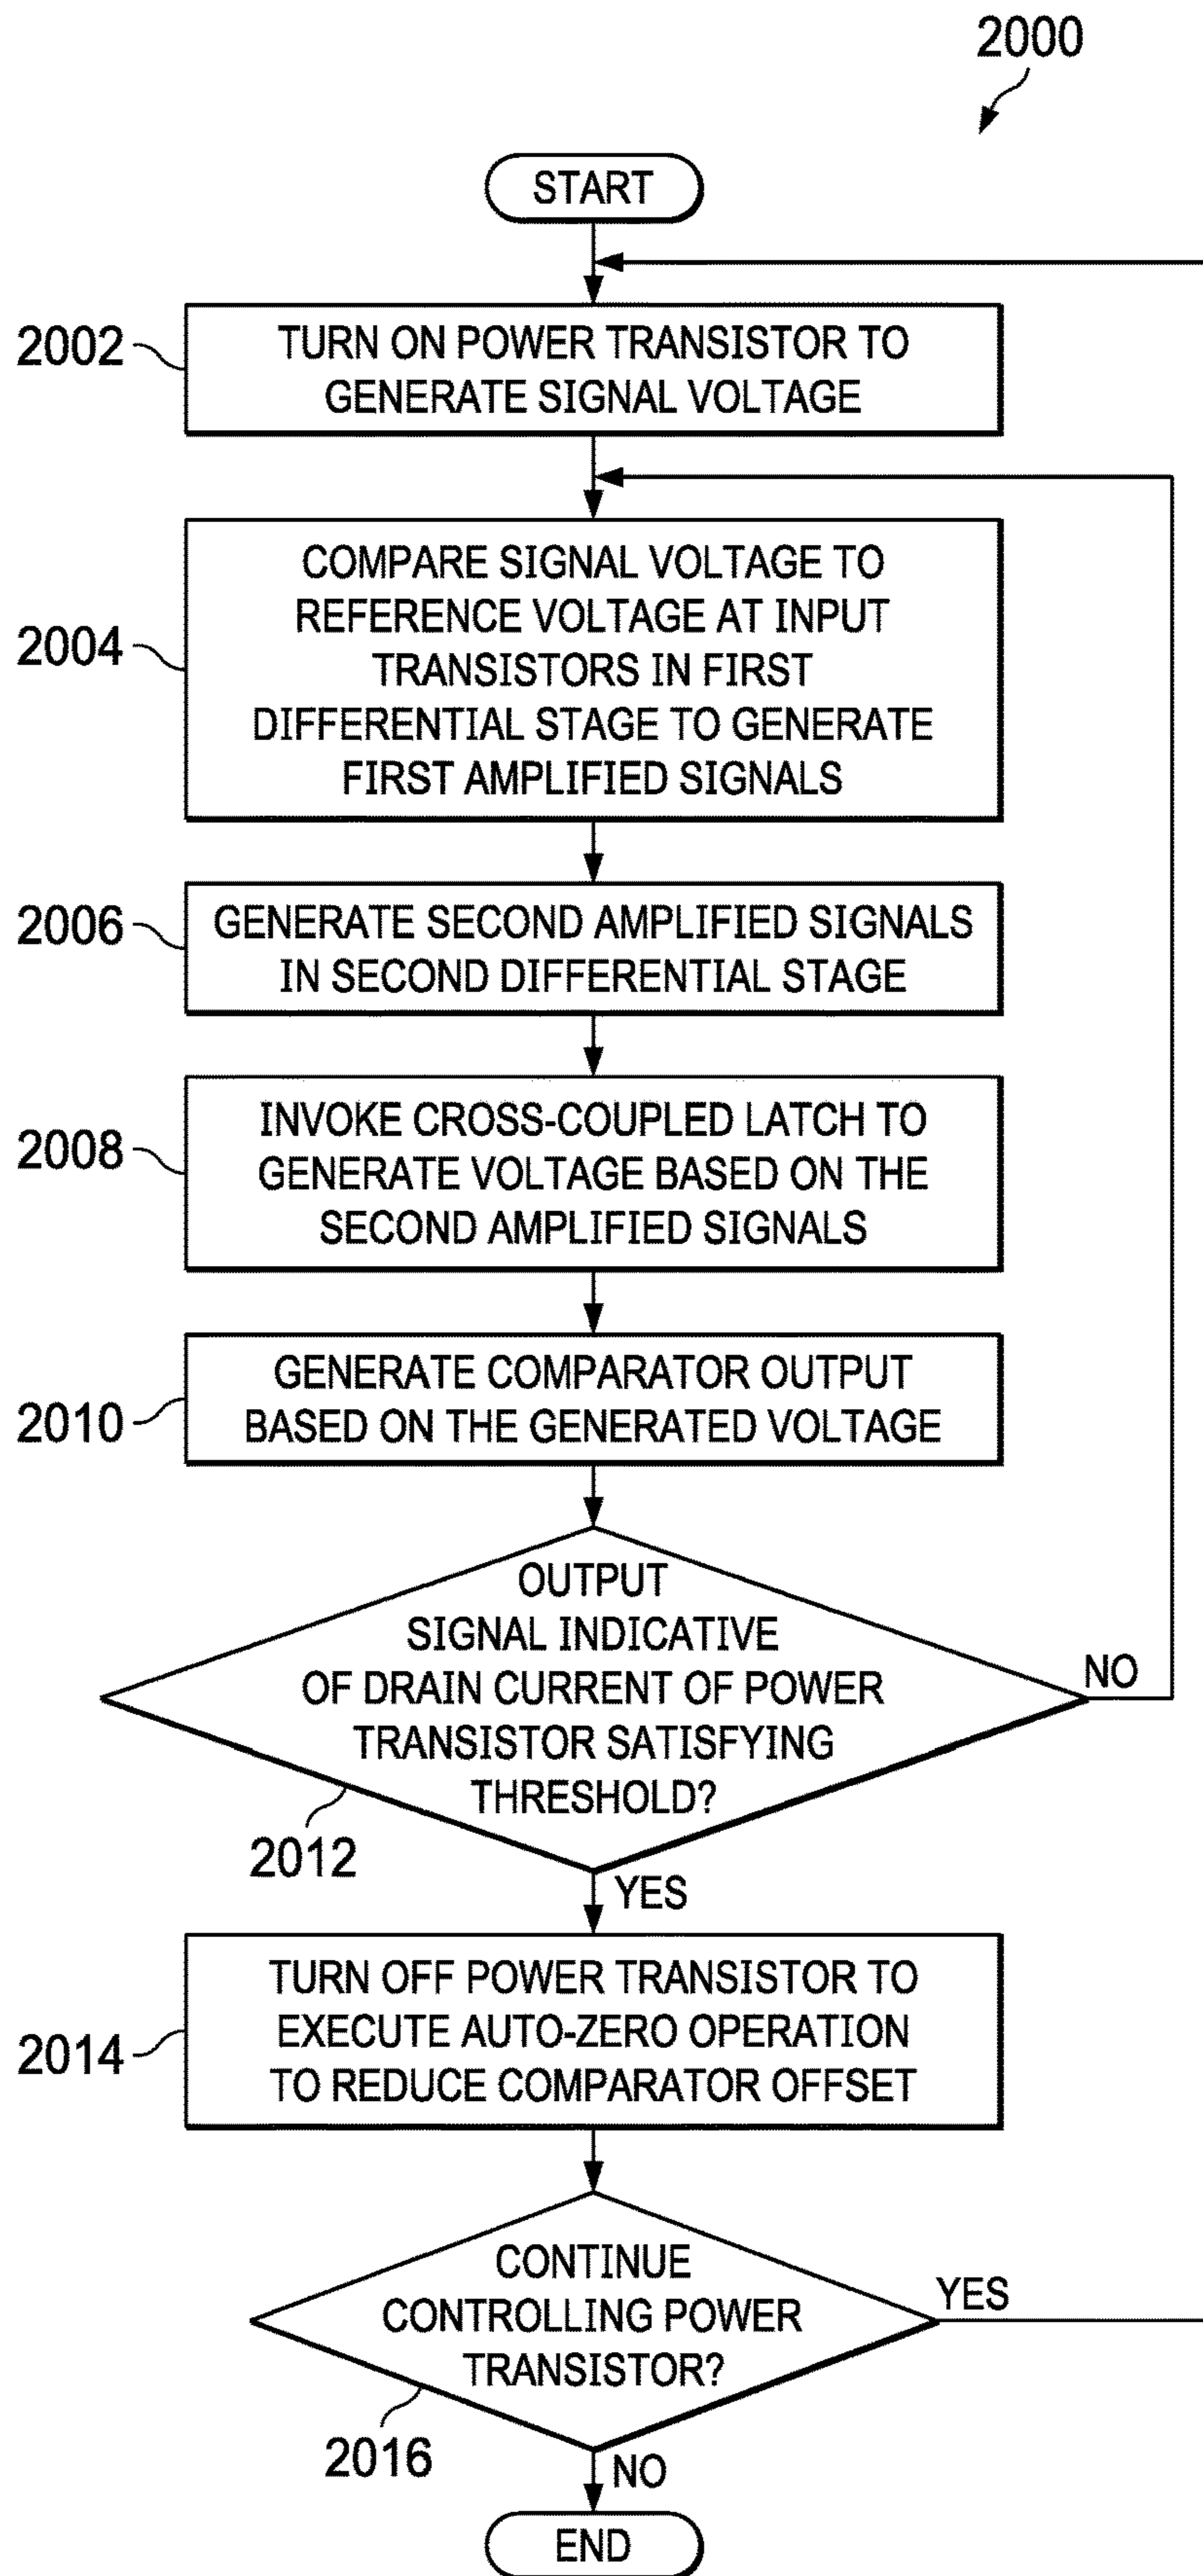 2000
START
2002
TURN ON POWER TRANSISTOR TO
GENERATE SIGNAL VOLTAGE
2004
COMPARE SIGNAL VOLTAGE TO
REFERENCE VOLTAGE AT INPUT
TRANSISTORS IN FIRST
DIFFERENTIAL STAGE TO GENERATE
FIRST AMPLIFIED SIGNALS
2006
GENERATE SECOND AMPLIFIED SIGNALS
IN SECOND DIFFERENTIAL STAGE
2008
INVOKE CROSS-COUPLED LATCH TO
GENERATE VOLTAGE BASED ON THE
SECOND AMPLIFIED SIGNALS
2010
GENERATE COMPARATOR OUTPUT
BASED ON THE GENERATED VOLTAGE
OUTPUT
SIGNAL INDICATIVE
OF DRAIN CURRENT OF POWER
TRANSISTOR SATISFYING
THRESHOLD?
NO
2012
YES
2014
TURN OFF POWER TRANSISTOR TO
EXECUTE AUTO-ZERO OPERATION
TO REDUCE COMPARATOR OFFSET
CONTINUE
CONTROLLING POWER
TRANSISTOR?
YES
2016
NO
END